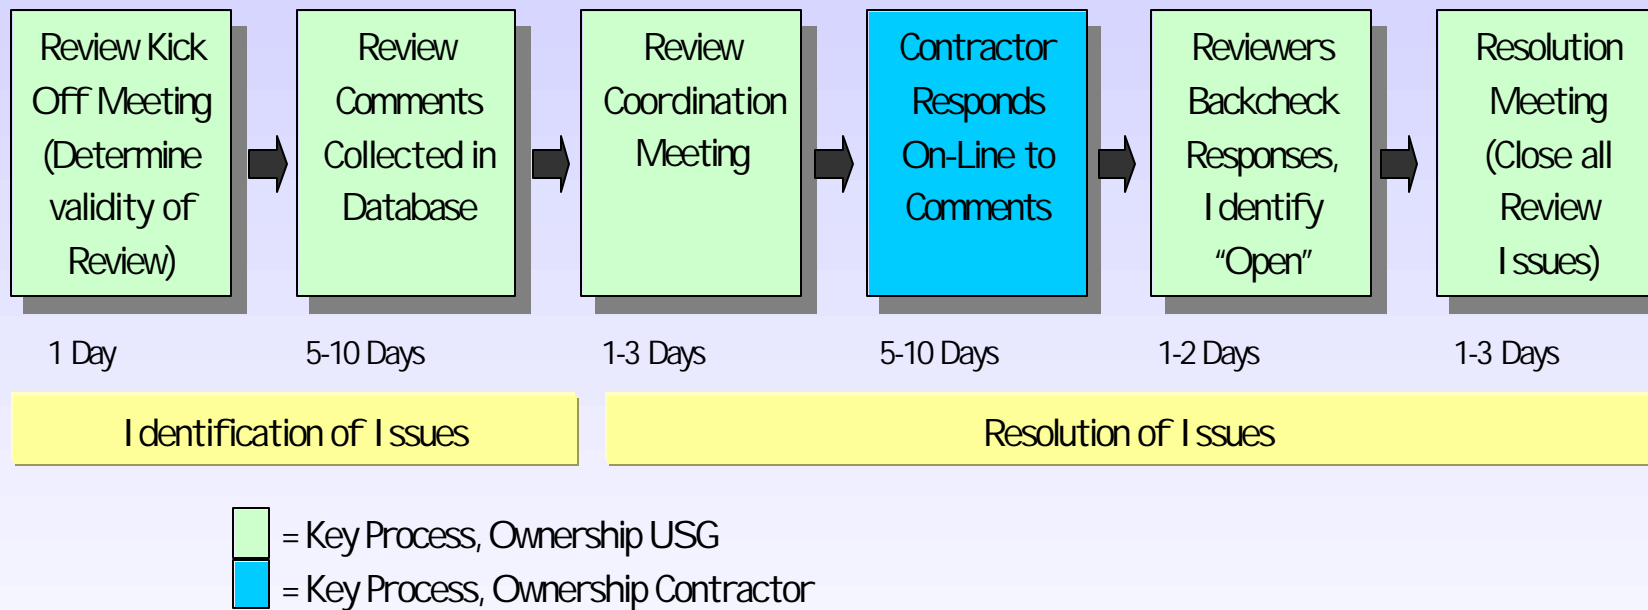 Review Kick
Off Meeting
(Determine
validity of
Review)
Review
Comments
Collected in
Database
Review
Coordination
Meeting
Contractor
Responds
On-Line to
Comments
Reviewers
Backcheck
Responses,
Identify
“Open”
Resolution
Meeting
(Close all
Review
Issues)
1 Day
5-10 Days
1-3 Days
5-10 Days
1-2 Days
1-3 Days
Identification of Issues
Resolution of Issues
= Key Process, Ownership USG
= Key Process, Ownership Contractor